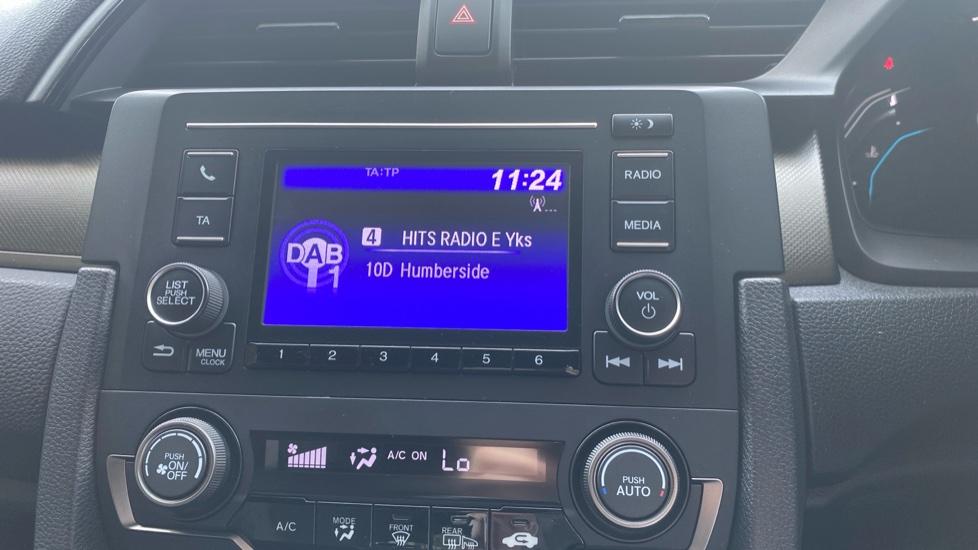 TA:TP
11:24
RADIO
TA
MEDIA
DAB
1 1
4 HITS RADIO E Yks
10D Humberside
LIST
PUSH
SELECT
VOL
MENU
CLOCK
1 2 3 4 5 6
A/C ON Lo
PUSH
ON/
OFF
PUSH
AUTO
A/C
MODE
FRONT
REAR